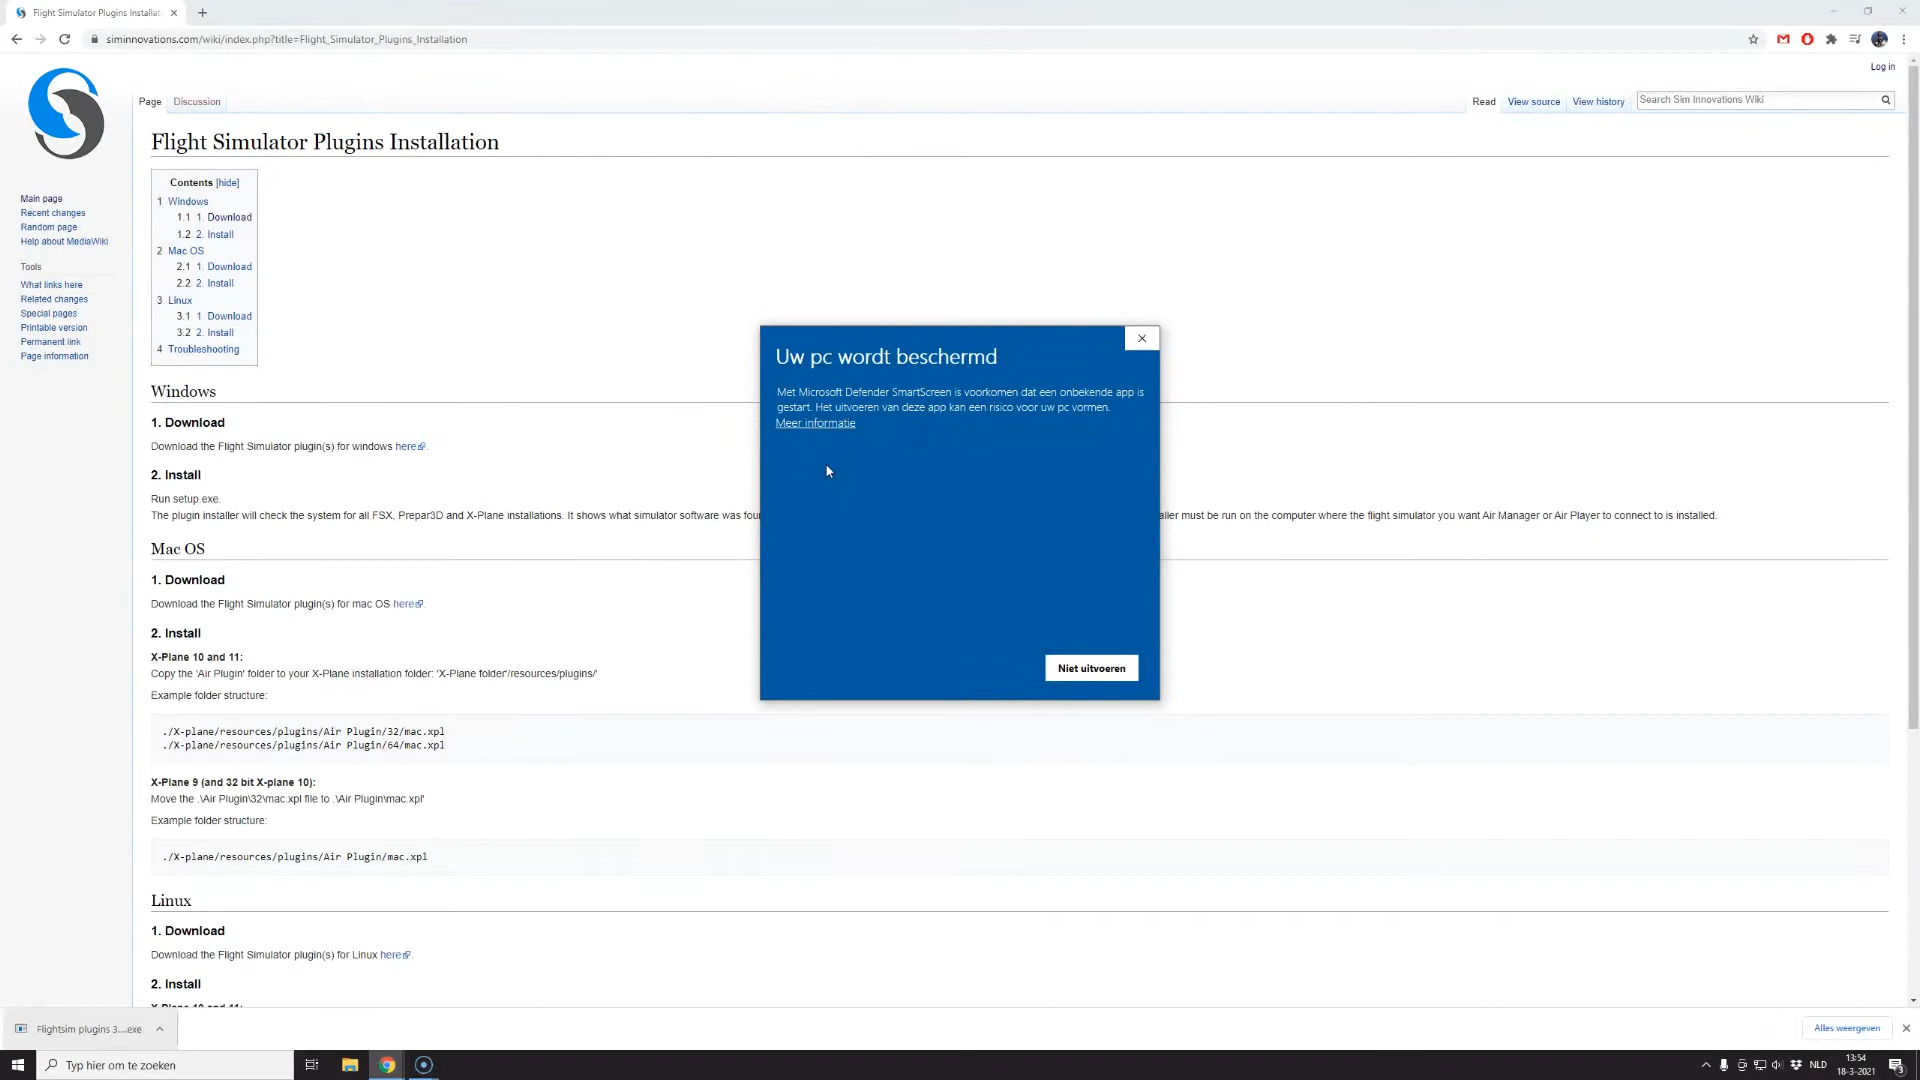 Flight Simulator Plugins Installat
siminnovations.com/wiki/index.php?title=Flight_Simulator_Plugins_Installation
Log in
Page
Discussion
Read
View source
View history
Search Sim Innovations Wiki
Flight Simulator Plugins Installation
Main page
Recent changes
Random page
Help about MediaWiki
Tools
What links here
Related changes
Special pages
Printable version
Permanent link
Page information
Contents [hide]
1 Windows
1.1 1. Download
1.2 2. Install
2 Mac OS
2.1 1. Download
2.2 2. Install
3 Linux
3.1 1. Download
3.2 2. Install
4 Troubleshooting
Windows
1. Download
Download the Flight Simulator plugin(s) for windows here.
2. Install
Run setup.exe.
The plugin installer will check the system for all FSX, Prepar3D and X-Plane installations. It shows what simulator software was fou
aller must be run on the computer where the flight simulator you want Air Manager or Air Player to connect to is installed.
Mac OS
1. Download
Download the Flight Simulator plugin(s) for mac OS here.
2. Install
X-Plane 10 and 11:
Copy the 'Air Plugin' folder to your X-Plane installation folder: 'X-Plane folder'/resources/plugins/'
Example folder structure:
./X-plane/resources/plugins/Air Plugin/32/mac.xpl
./X-plane/resources/plugins/Air Plugin/64/mac.xpl
X-Plane 9 (and 32 bit X-plane 10):
Move the .\Air Plugin\32\mac.xpl file to .\Air Plugin\mac.xpl'
Example folder structure:
./X-plane/resources/plugins/Air Plugin/mac.xpl
Linux
1. Download
Download the Flight Simulator plugin(s) for Linux here.
2. Install
X-Plane 10 and 11:
Uw pc wordt beschermd
Met Microsoft Defender SmartScreen is voorkomen dat een onbekende app is
gestart. Het uitvoeren van deze app kan een risico voor uw pc vormen.
Meer informatie
Niet uitvoeren
Flightsim plugins 3....exe
Alles weergeven
Typ hier om te zoeken
NLD
13:54
18-3-2021
3